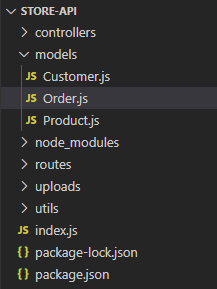 STORE-API
controllers
models
JS Customer.js
JS Order.js
JS Product.js
node_modules
routes
uploads
utils
JS index.js
{ } package-lock.json
{ } package.json